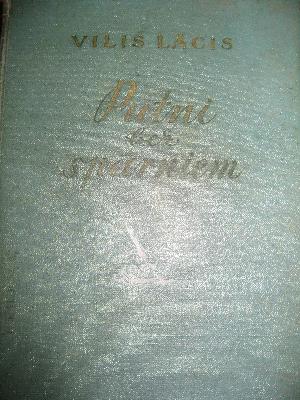 VILIS LĀCIS
Putni
bez
spārniem